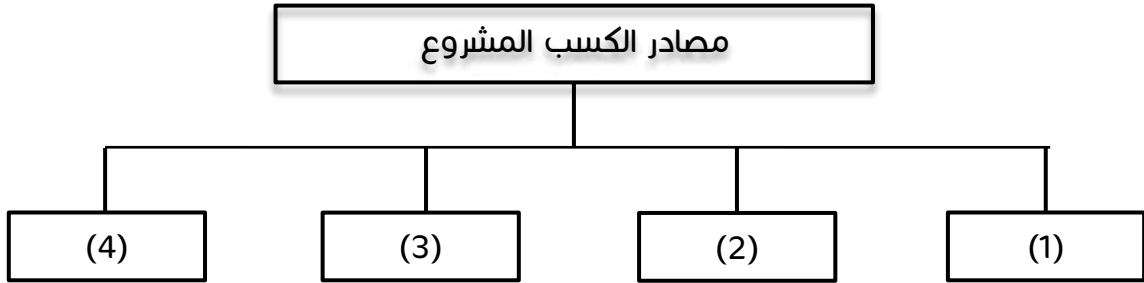 مصادر الكسب المشروع
(1)
(2)
(3)
(4)